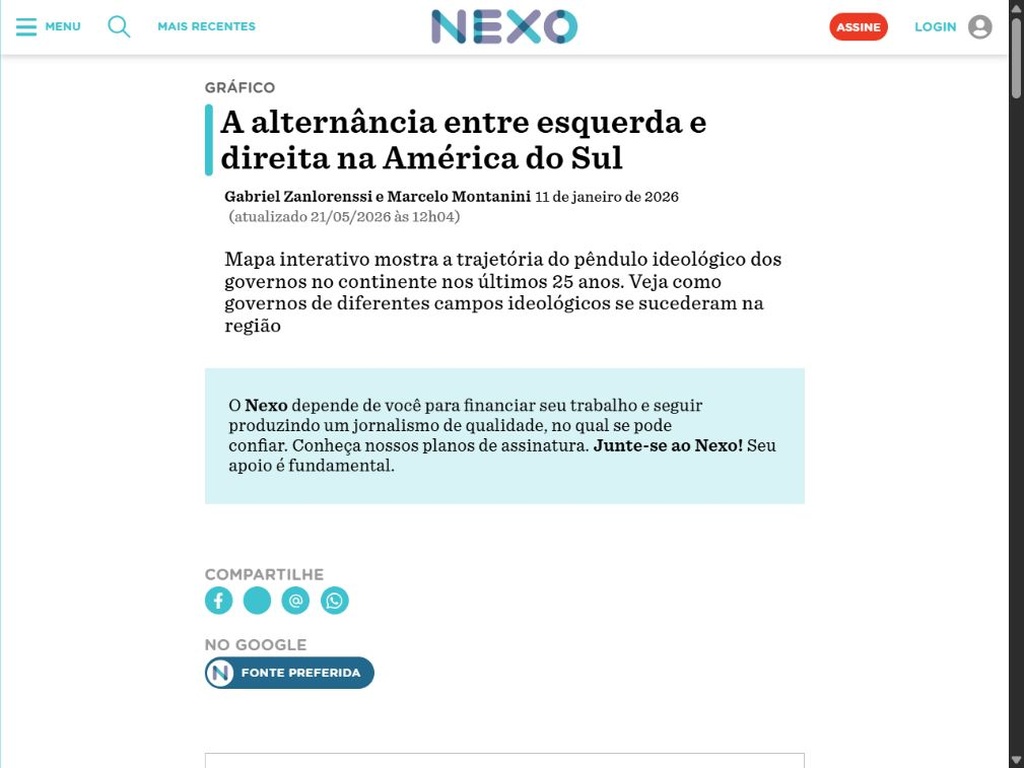 MENU
MAIS RECENTES
NEXO
ASSINE
LOGIN
GRÁFICO
A alternância entre esquerda e
direita na América do Sul
Gabriel Zanlorenssi e Marcelo Montanini 11 de janeiro de 2026
(atualizado 21/05/2026 às 12h04)
Mapa interativo mostra a trajetória do pêndulo ideológico dos
governos no continente nos últimos 25 anos. Veja como
governos de diferentes campos ideológicos se sucederam na
região
O Nexo depende de você para financiar seu trabalho e seguir
produzindo um jornalismo de qualidade, no qual se pode
confiar. Conheça nossos planos de assinatura. Junte-se ao Nexo! Seu
apoio é fundamental.
COMPARTILHE
NO GOOGLE
N FONTE PREFERIDA